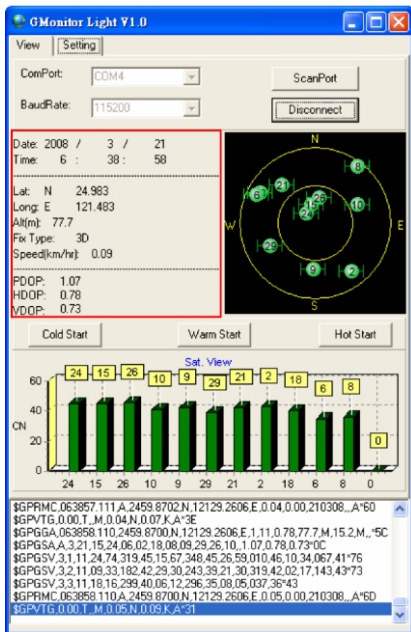 GMonitor Light V1.0
View Setting
ComPort: COM4 ScanPort
BaudRate: 115200 Disconnect
Date: 2008 / 3 / 21
Time: 6 : 38 : 58
Lat: N 24.983
Long: E 121.483
Alt(m): 77.7
Fix Type: 3D
Speed(km/hr): 0.09
PDOP: 1.07
HDOP: 0.78
VDOP: 0.73
N
8
21
6
26
15
10
24
W E
29
9 2
S
Cold Start Warm Start Hot Start
Sat. View
24 15 26 10 9 29 21 2 18 6 8 0
60
40
CN
20
0
24 15 26 10 9 29 21 2 18 6 8
$GPRMC,063857.111,A,2459.8702,N,12129.2606,E,0.04,0.00,210308,,,A*60
$GPVTG,0.00,T,,M,0.04,N,0.07,K,A*3E
$GPGGA,063858.110,2459.8700,N,12129.2606,E,1,11,0.78,77.7,M,15.2,M,,*5C
$GPGSA,A,3,21,15,24,06,02,18,08,09,29,26,10,,1.07,0.78,0.73*0C
$GPGSV,3,1,11,24,74,319,45,15,67,348,45,26,59,010,46,10,34,067,41*76
$GPGSV,3,2,11,09,33,182,42,29,30,243,39,21,30,319,42,02,17,143,43*73
$GPGSV,3,3,11,18,16,299,40,06,12,296,35,08,05,037,36*43
$GPRMC,063858.110,A,2459.8700,N,12129.2606,E,0.05,0.00,210308,,,A*6D
$GPVTG,0.00,T,,M,0.05,N,0.09,K,A*31